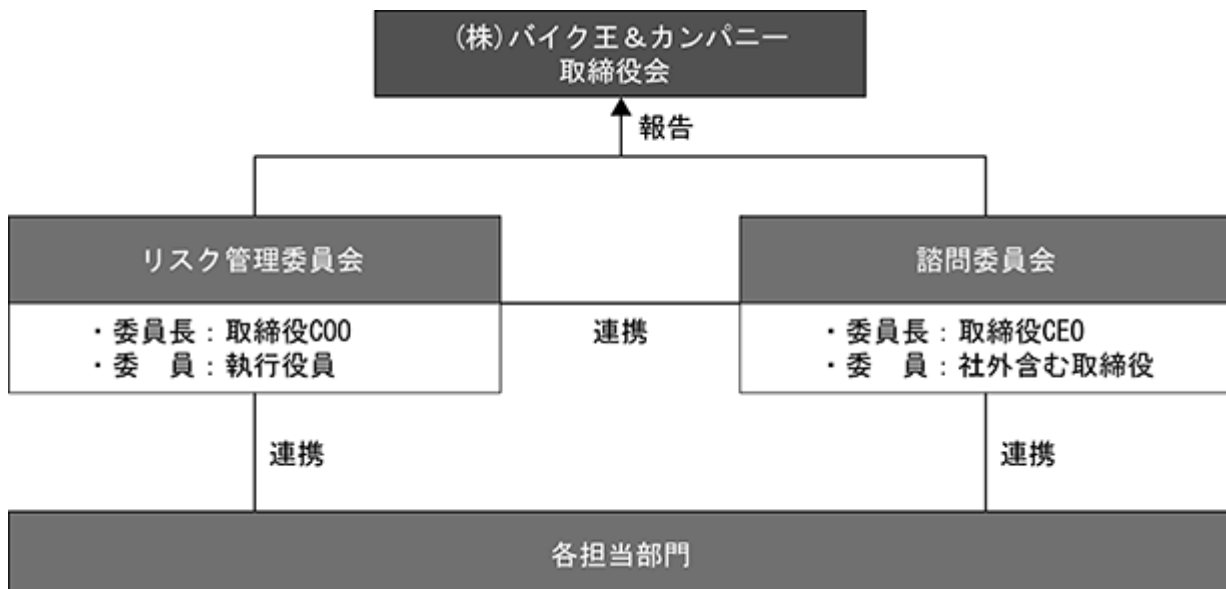 (株)バイク王&カンパニー
取締役会
報告
リスク管理委員会
・委員長：取締役COO
・委　員：執行役員
連携
諮問委員会
・委員長：取締役CEO
・委　員：社外含む取締役
連携
連携
各担当部門